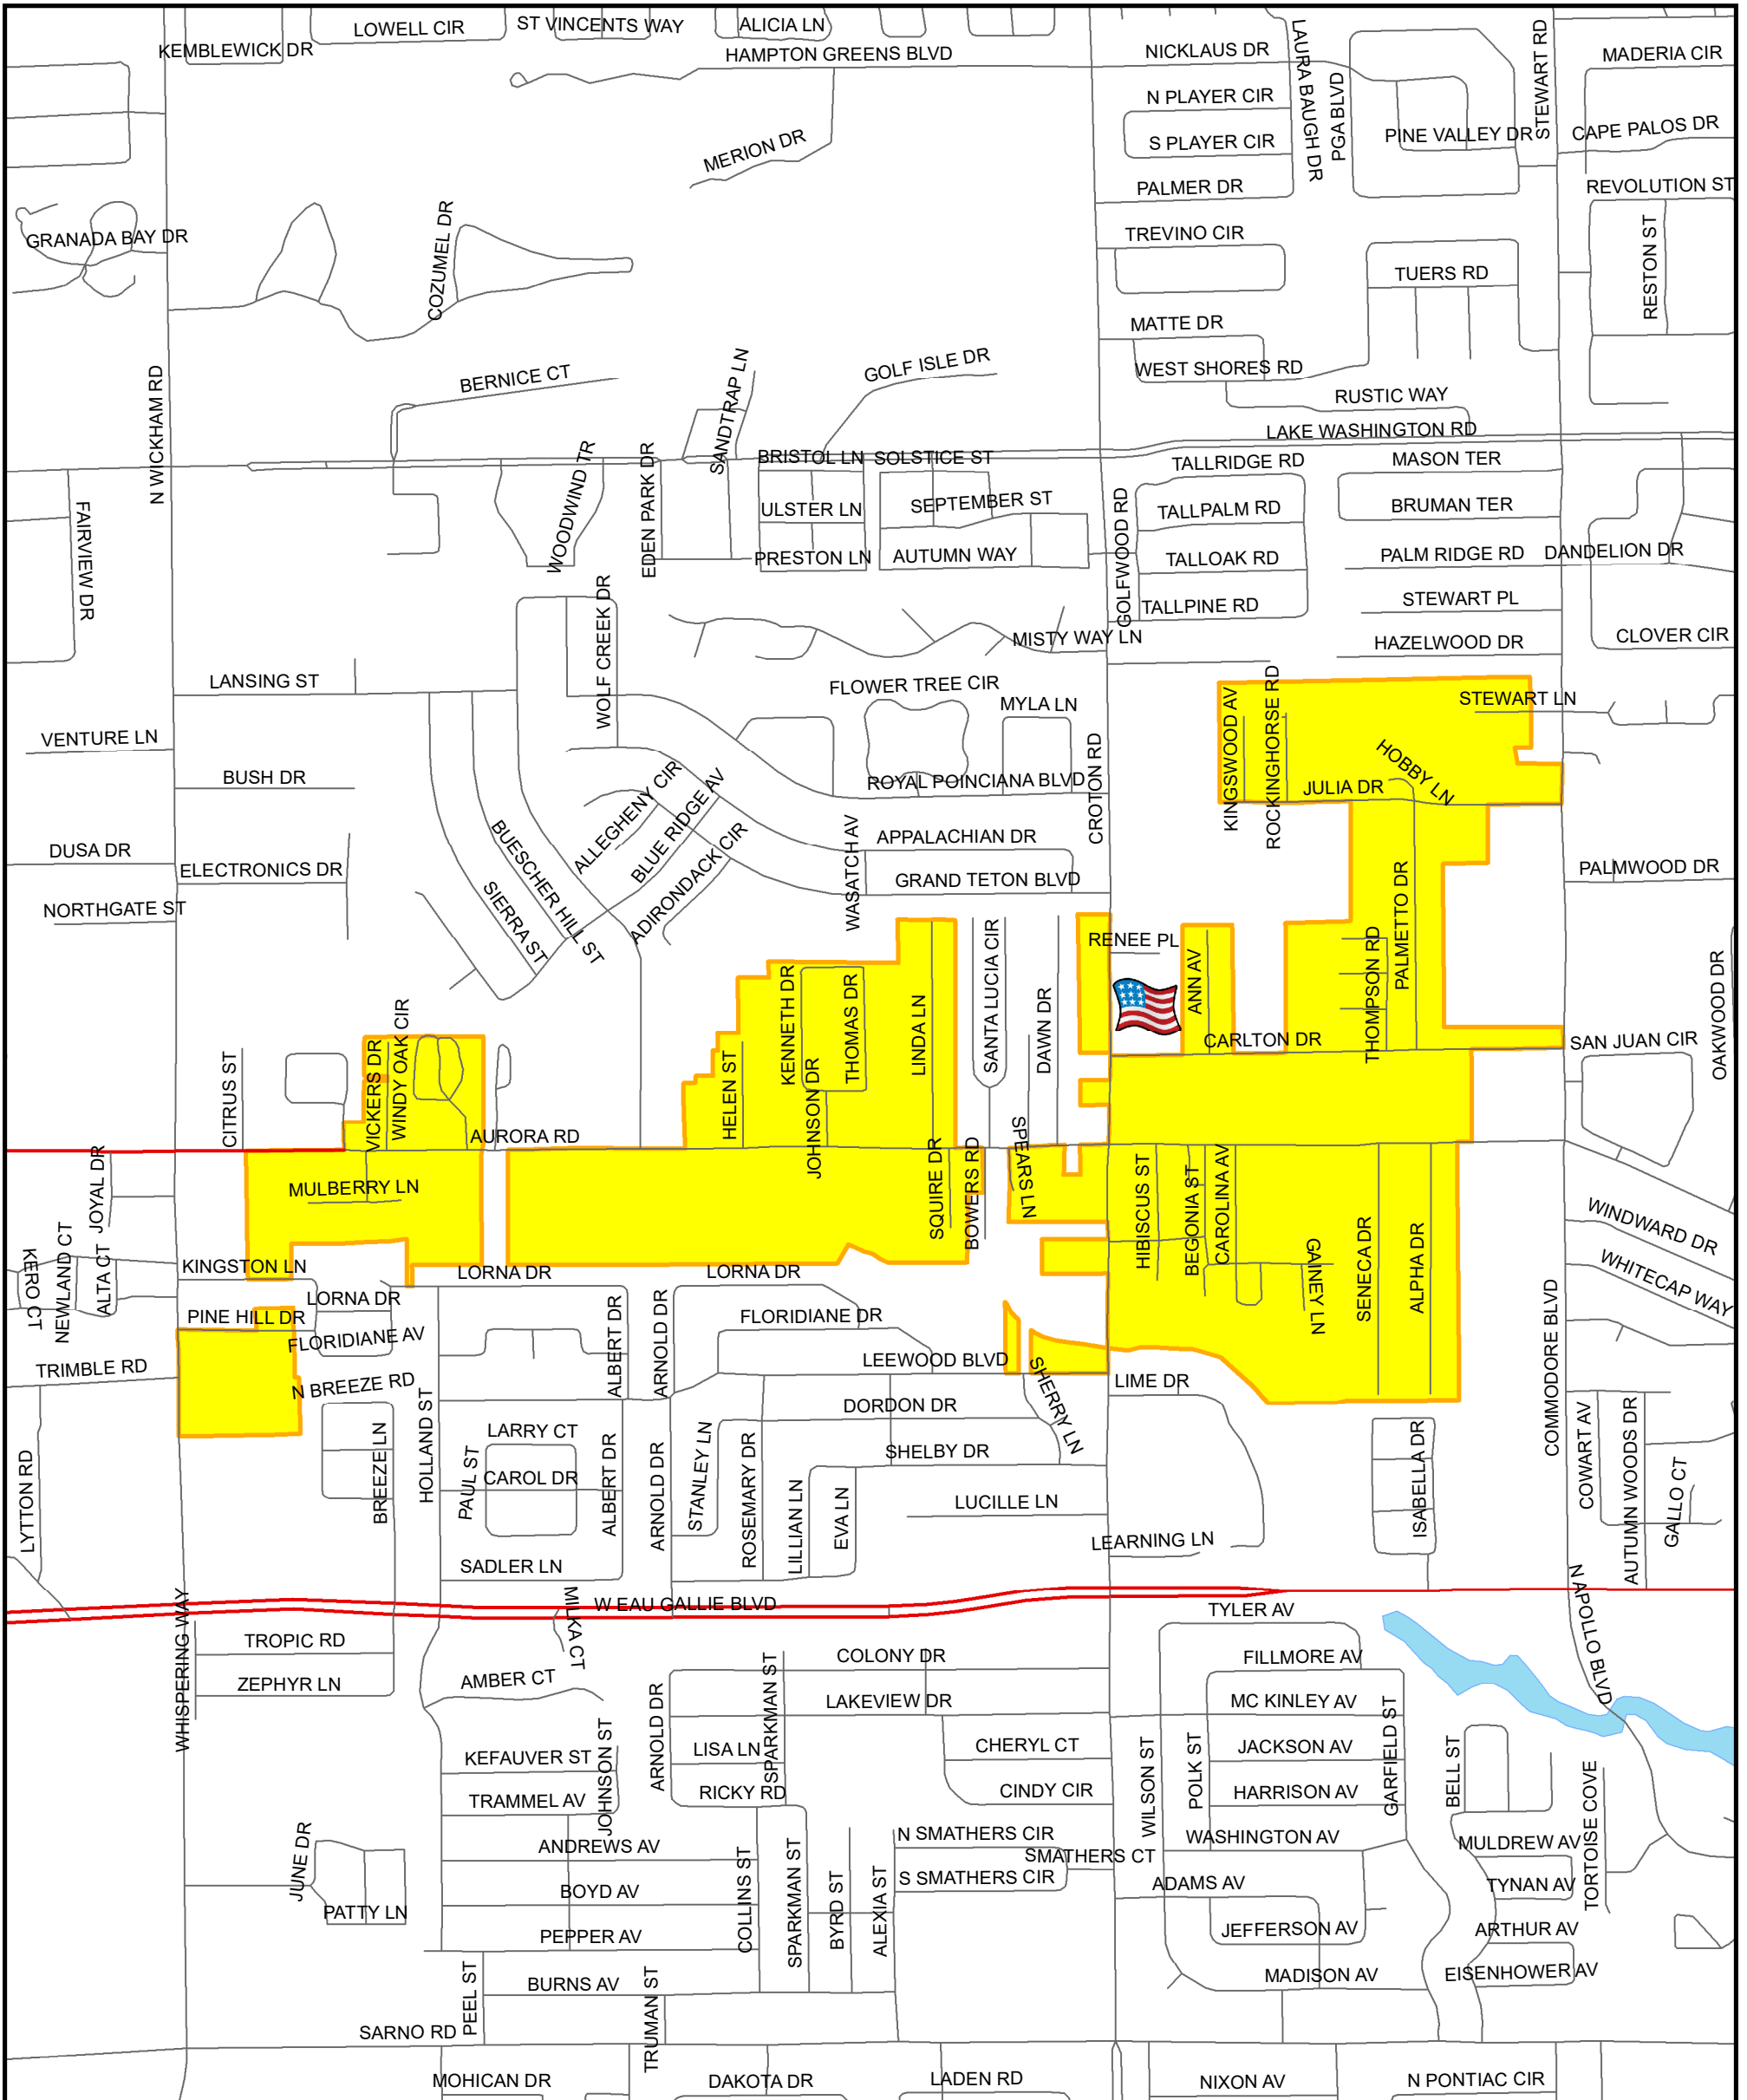 LOWELL CIR
ST VINCENTS WAY
ALICIA LN
KEMBLEWICK DR
HAMPTON GREENS BLVD
NICKLAUS DR
LAURA BAUGH DR
PGA BLVD
STEWART RD
MADERIA CIR
N PLAYER CIR
S PLAYER CIR
PINE VALLEY DR
CAPE PALOS DR
MERION DR
PALMER DR
REVOLUTION ST
GRANADA BAY DR
COZUMEL DR
TREVINO CIR
TUERS RD
RESTON ST
MATTE DR
WEST SHORES RD
RUSTIC WAY
BERNICE CT
SANDTRAP LN
GOLF ISLE DR
LAKE WASHINGTON RD
N WICKHAM RD
BRISTOL LN
SOLSTICE ST
TALLRIDGE RD
MASON TER
FAIRVIEW DR
WOODWIND TR
EDEN PARK DR
ULSTER LN
SEPTEMBER ST
GOLFWOOD RD
TALLPALM RD
BRUMAN TER
PRESTON LN
AUTUMN WAY
TALLOAK RD
PALM RIDGE RD
DANDELION DR
TALLPINE RD
STEWART PL
WOLF CREEK DR
MISTY WAY LN
HAZELWOOD DR
CLOVER CIR
LANSING ST
FLOWER TREE CIR
MYLA LN
KINGSWOOD AV
ROCKINGHORSE RD
STEWART LN
VENTURE LN
BUSH DR
ALLEGHENY CIR
BLUE RIDGE AV
ROYAL POINCIANA BLVD
CROTON RD
JULIA DR
HOBBY LN
DUSA DR
ELECTRONICS DR
BUESCHER HILL ST
ADIRONDACK CIR
WASATCH AV
APPALACHIAN DR
GRAND TETON BLVD
PALMETTO DR
PALMWOOD DR
NORTHGATE ST
SIERRA ST
RENEE PL
ANN AV
THOMPSON RD
OAKWOOD DR
CITRUS ST
VICKERS DR
WINDY OAK CIR
HELEN ST
KENNETH DR
THOMAS DR
JOHNSON DR
LINDA LN
SANTA LUCIA CIR
DAWN DR
CARLTON DR
SAN JUAN CIR
AURORA RD
JOYAL DR
MULBERRY LN
SQUIRE DR
BOWERS RD
SPEARS LN
HIBISCUS ST
BEGONIA ST
CAROLINA AV
GAINEY LN
SENECA DR
ALPHA DR
WINDWARD DR
WHITECAP WAY
KERO CT
NEWLAND CT
ALTA CT
KINGSTON LN
LORNA DR
LORNA DR
LORNA DR
PINE HILL DR
FLORIDIANE AV
ALBERT DR
ARNOLD DR
FLORIDIANE DR
LEEWOOD BLVD
SHERRY LN
LIME DR
COMMODORE BLVD
TRIMBLE RD
N BREEZE RD
HOLLAND ST
DORDON DR
LYTTON RD
BREEZE LN
PAUL ST
LARRY CT
CAROL DR
ALBERT DR
ARNOLD DR
STANLEY LN
ROSEMARY DR
LILLIAN LN
EVA LN
SHELBY DR
LUCILLE LN
LEARNING LN
ISABELLA DR
COWART AV
AUTUMN WOODS DR
GALLO CT
SADLER LN
WHISPERING WAY
MILKA CT
W EAU GALLIE BLVD
TYLER AV
N APOLLO BLVD
TROPIC RD
ZEPHYR LN
AMBER CT
COLONY DR
FILLMORE AV
LAKEVIEW DR
MC KINLEY AV
ARNOLD DR
SPARKMAN ST
LISA LN
RICKY RD
CHERYL CT
CINDY CIR
WILSON ST
POLK ST
JACKSON AV
HARRISON AV
GARFIELD ST
BELL ST
TORTOISE COVE
KEFAUVER ST
TRAMMEL AV
JOHNSON ST
JUNE DR
PATTY LN
ANDREWS AV
BOYD AV
PEPPER AV
COLLINS ST
SPARKMAN ST
BYRD ST
ALEXIA ST
N SMATHERS CIR
SMATHERS CT
S SMATHERS CIR
WASHINGTON AV
MULDREW AV
ADAMS AV
TYNAN AV
JEFFERSON AV
ARTHUR AV
MADISON AV
EISENHOWER AV
PEEL ST
BURNS AV
TRUMAN ST
SARNO RD
MOHICAN DR
DAKOTA DR
LADEN RD
NIXON AV
N PONTIAC CIR